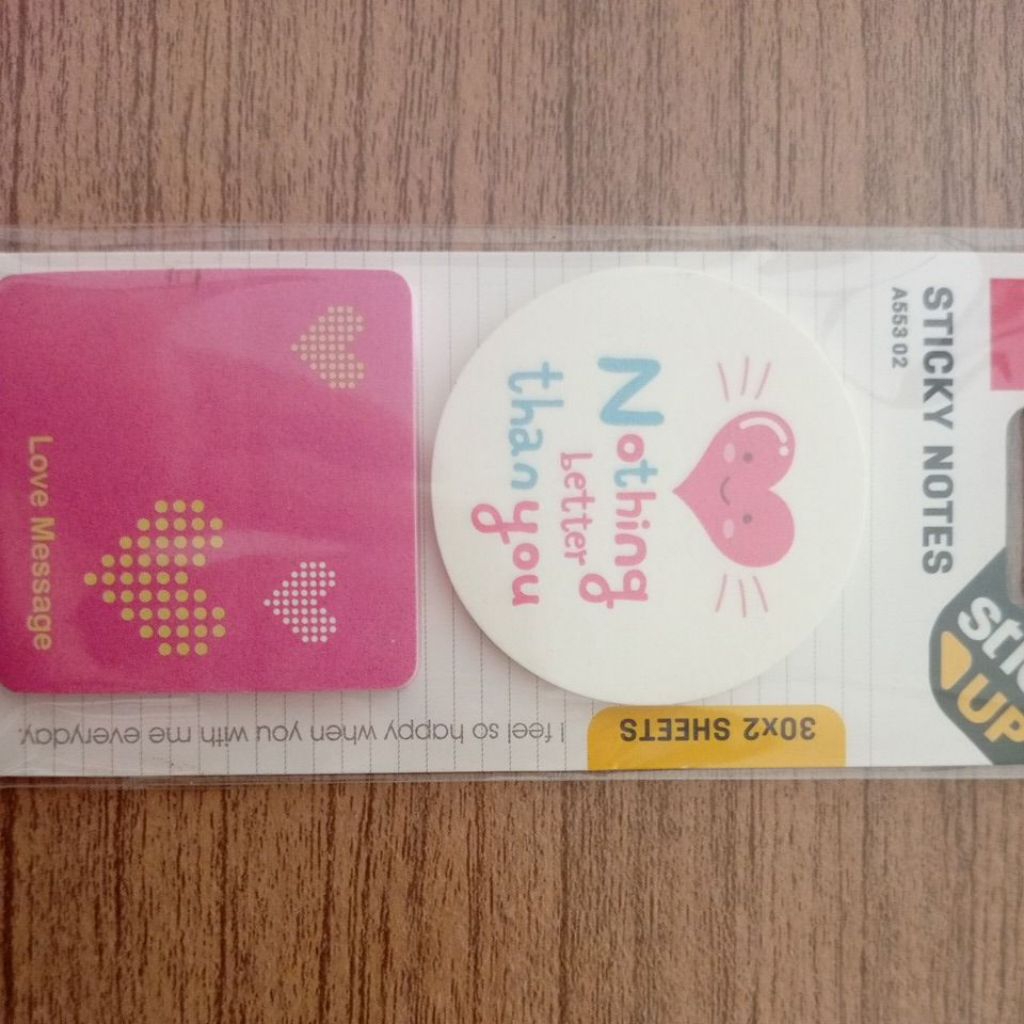 STICKY NOTES
A553 02
UP
Nothing
better
than you
Love Message
30x2 SHEETS
I feel so happy when you with me everyday.